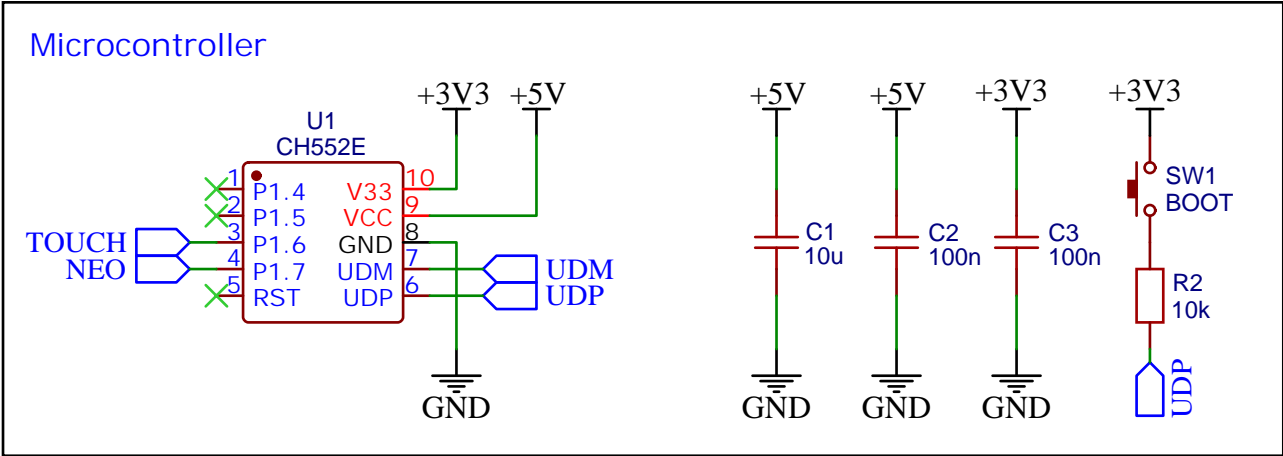 Microcontroller
+3V3 +5V
U1
CH552E
1 P1.4 V33 10
2 P1.5 VCC 9
TOUCH 3 P1.6 GND 8
NEO 4 P1.7 UDM 7 UDM
5 RST UDP 6 UDP
GND
+5V +5V +3V3 +3V3
C1
10u
C2
100n
C3
100n
SW1
BOOT
R2
10k
GND GND GND
UDP